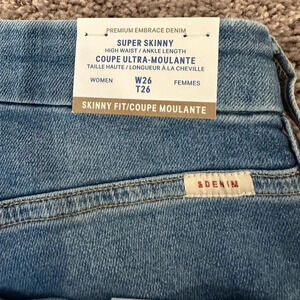 PREMIUM EMBRACE DENIM
SUPER SKINNY
HIGH WAIST / ANKLE LENGTH
COUPE ULTRA-MOULANTE
TAILLE HAUTE / LONGUEUR À LA CHEVILLE
WOMEN W26 FEMMES
T26
SKINNY FIT/COUPE MOULANTE
&DENIM